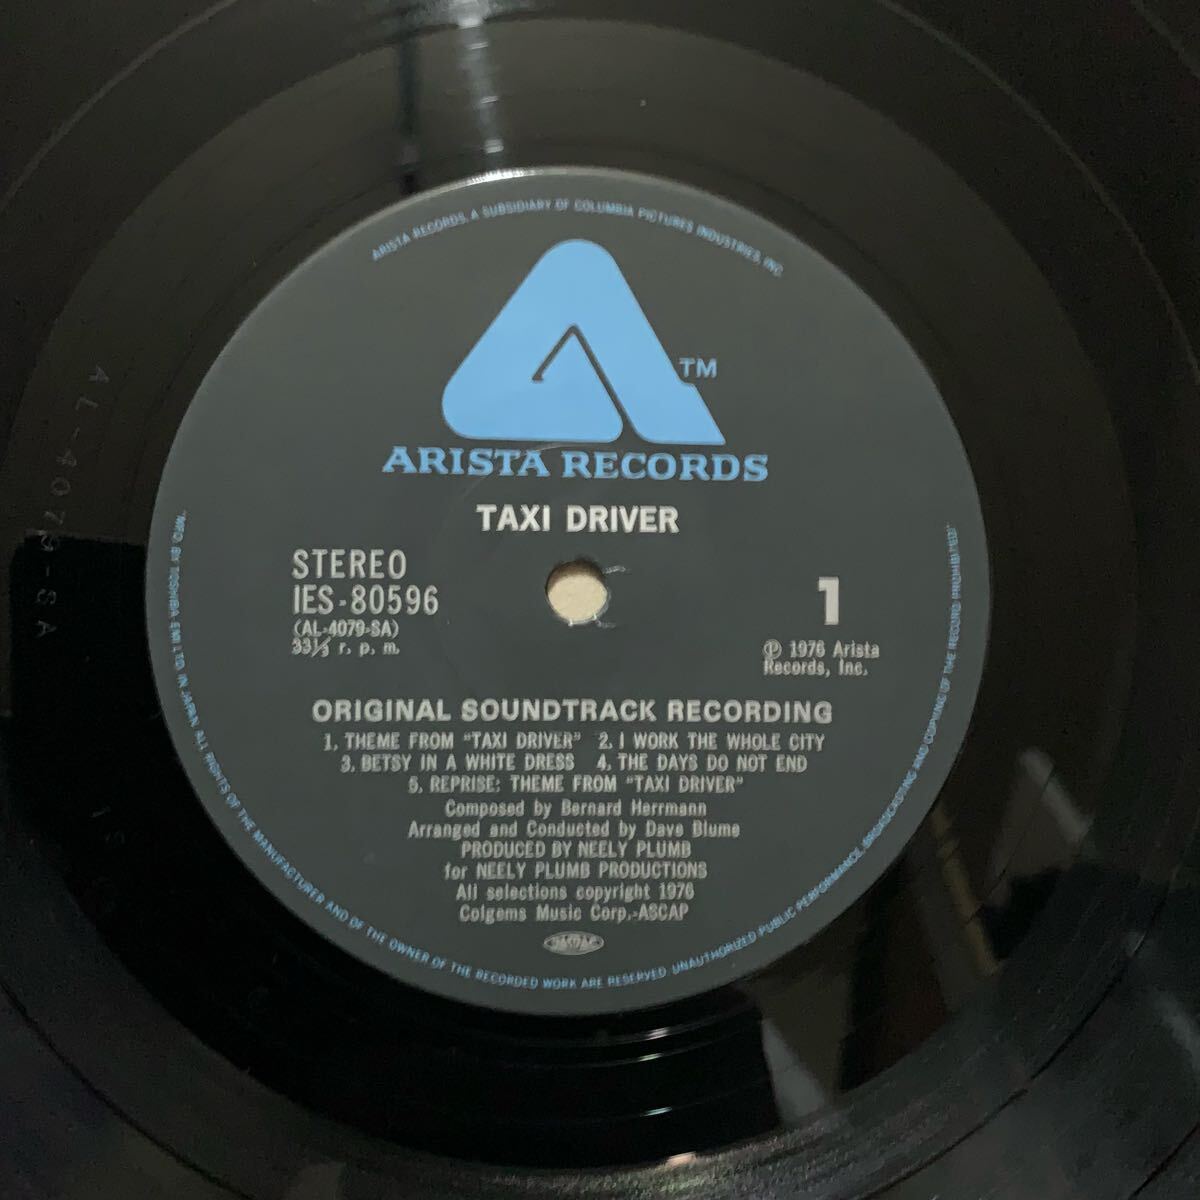 ARISTA RECORDS, A SUBSIDIARY OF COLUMBIA PICTURES INDUSTRIES, INC.
TM
ARISTA RECORDS
TAXI DRIVER
STEREO
IES-80596
(AL-4079-SA)
33⅓ r. p. m.
1
Ⓟ 1976 Arista
Records, Inc.
ORIGINAL SOUNDTRACK RECORDING
1. THEME FROM "TAXI DRIVER" 2. I WORK THE WHOLE CITY
3. BETSY IN A WHITE DRESS 4. THE DAYS DO NOT END
5. REPRISE: THEME FROM "TAXI DRIVER"
Composed by Bernard Herrmann
Arranged and Conducted by Dave Blume
PRODUCED BY NEELY PLUMB
for NEELY PLUMB PRODUCTIONS
All selections copyright 1976
Colgems Music Corp.-ASCAP
JASRAC
"MFD. BY TOSHIBA EMI LTD. IN JAPAN. ALL RIGHTS OF THE MANUFACTURER AND OF THE OWNER OF THE RECORDED WORK ARE RESERVED. UNAUTHORIZED PUBLIC PERFORMANCE, BROADCASTING AND COPYING OF THE RECORD PROHIBITED"
AL-4079-SA